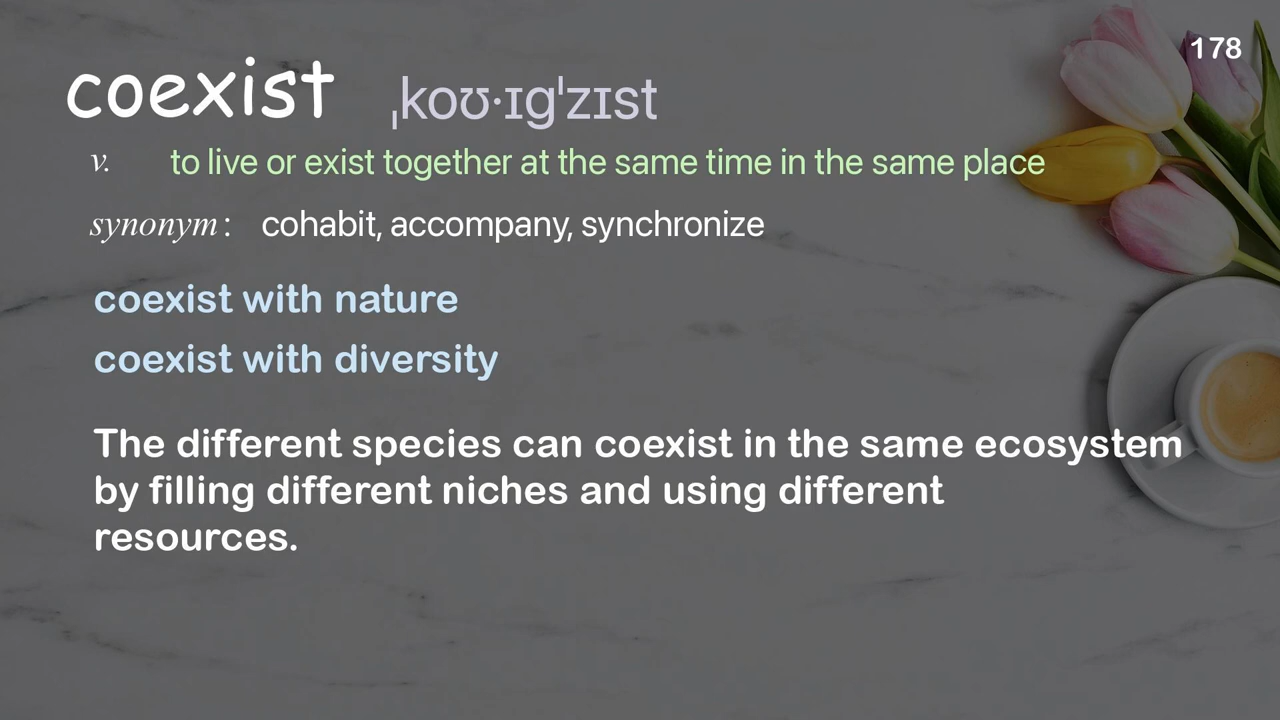 178
coexist ˌkoʊ·ɪgˈzɪst
v. to live or exist together at the same time in the same place
synonym: cohabit, accompany, synchronize
coexist with nature
coexist with diversity
The different species can coexist in the same ecosystem
by filling different niches and using different
resources.